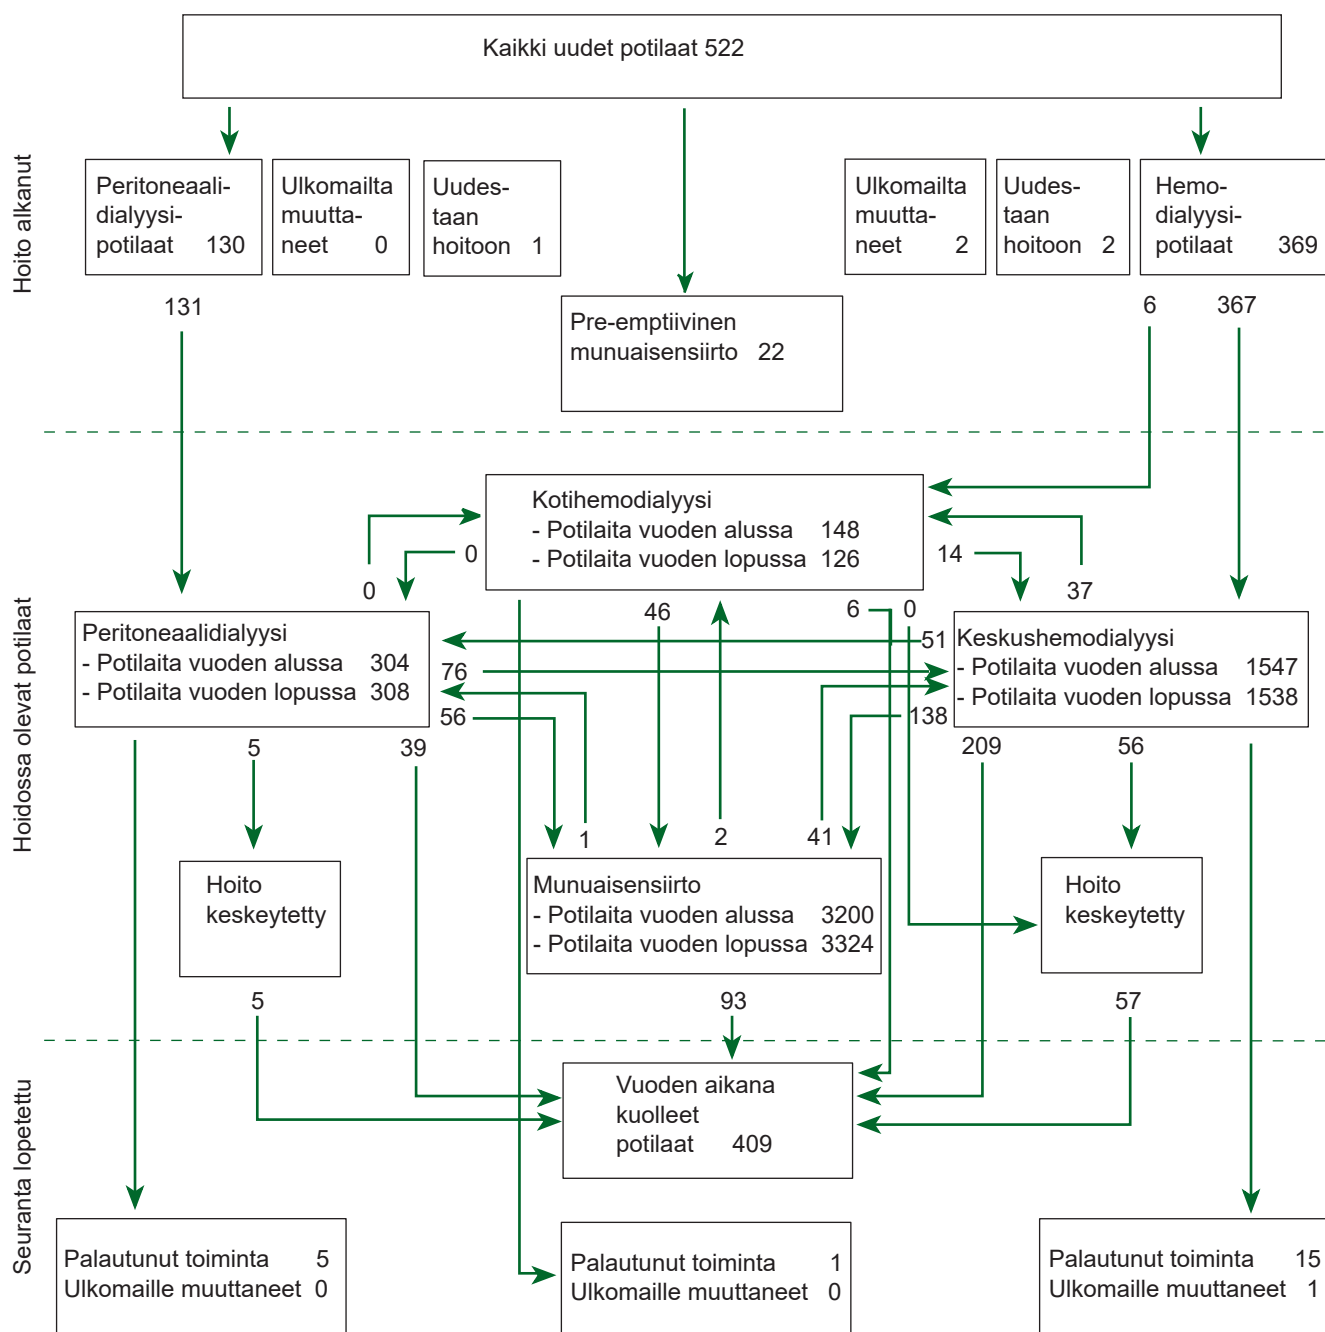 Kaikki uudet potilaat 522
Hoito alkanut
Peritoneaali-
dialyysi-
potilaat 130
Ulkomailta
muutta-
neet 0
Uudes-
taan
hoitoon 1
Ulkomailta
muutta-
neet 2
Uudes-
taan
hoitoon 2
Hemo-
dialyysi-
potilaat 369
131
Pre-emptiivinen
munuaisensiirto 22
6
367
Hoidossa olevat potilaat
Kotihemodialyysi
- Potilaita vuoden alussa 148
- Potilaita vuoden lopussa 126
0
0
14
37
46
6
0
Peritoneaalidialyysi
- Potilaita vuoden alussa 304
- Potilaita vuoden lopussa 308
51
76
56
Keskushemodialyysi
- Potilaita vuoden alussa 1547
- Potilaita vuoden lopussa 1538
138
5
39
209
56
1
2
41
Hoito
keskeytetty
Munuaisensiirto
- Potilaita vuoden alussa 3200
- Potilaita vuoden lopussa 3324
Hoito
keskeytetty
5
93
57
Seuranta lopetettu
Vuoden aikana
kuolleet
potilaat 409
Palautunut toiminta 5
Ulkomaille muuttaneet 0
Palautunut toiminta 1
Ulkomaille muuttaneet 0
Palautunut toiminta 15
Ulkomaille muuttaneet 1